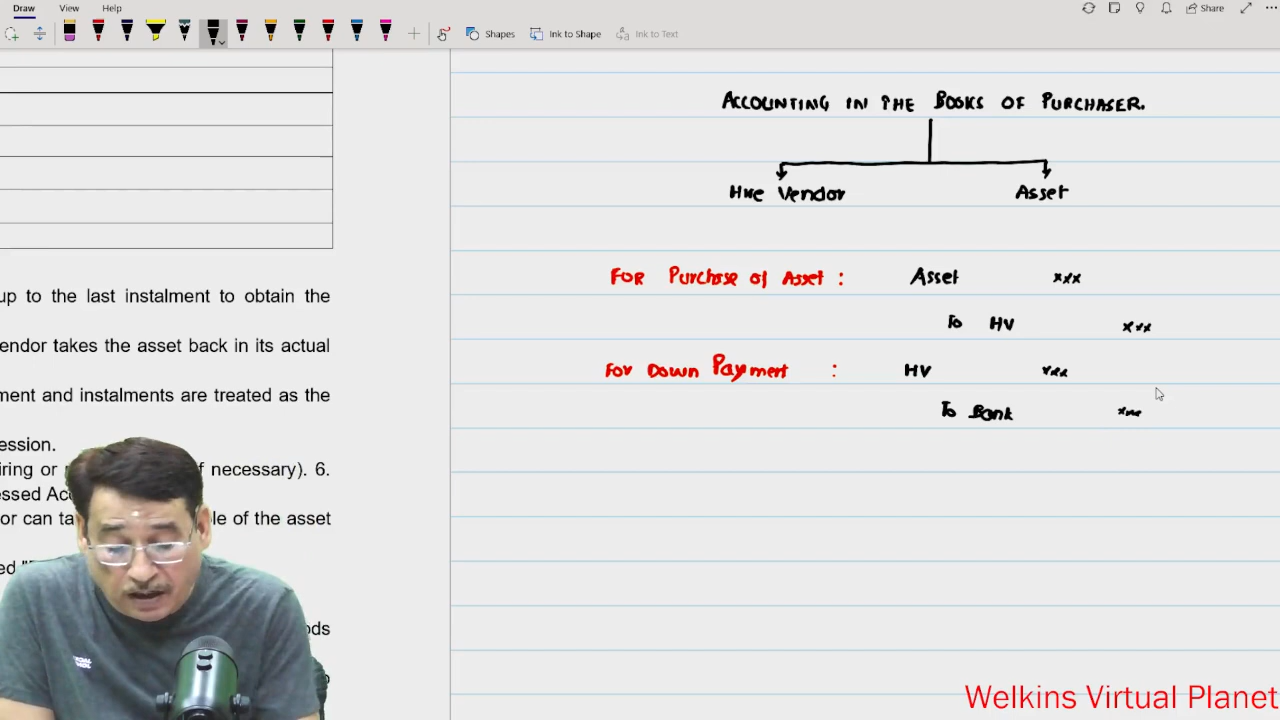 Draw View Help Share
Shapes Ink to Shape Ink to Text
up to the last instalment to obtain the
endor takes the asset back in its actual
ment and instalments are treated as the
ession.
iring or f necessary). 6.
essed Acc
or can ta le of the asset
ed "
ods
ACCOUNTING IN THE BOOKS OF PURCHASER.
Hire Vendor Asset
FOR Purchase of Asset : Asset xxx
To HV xxx
For Down Payment : HV xxx
To Bank xxx
Welkins Virtual Planet